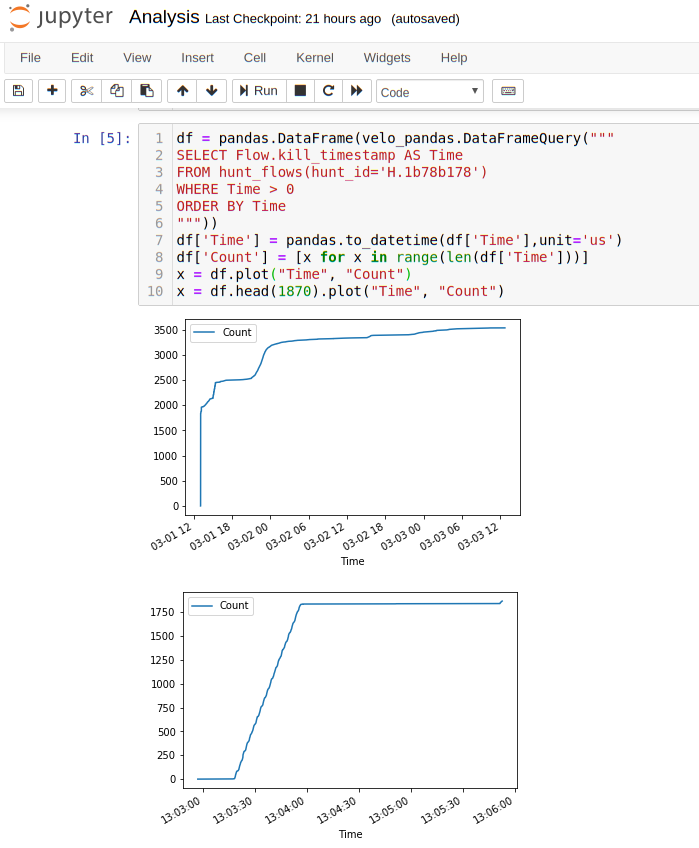 jupyter Analysis Last Checkpoint: 21 hours ago (autosaved)
File Edit View Insert Cell Kernel Widgets Help
Run Code
In [5]:
1 df = pandas.DataFrame(velo_pandas.DataFrameQuery("""
2 SELECT Flow.kill_timestamp AS Time
3 FROM hunt_flows(hunt_id='H.1b78b178')
4 WHERE Time > 0
5 ORDER BY Time
6 """))
7 df['Time'] = pandas.to_datetime(df['Time'],unit='us')
8 df['Count'] = [x for x in range(len(df['Time']))]
9 x = df.plot("Time", "Count")
10 x = df.head(1870).plot("Time", "Count")
Count
3500
3000
2500
2000
1500
1000
500
0
03-01 12 03-01 18 03-02 00 03-02 06 03-02 12 03-02 18 03-03 00 03-03 06 03-03 12
Time
Count
1750
1500
1250
1000
750
500
250
0
13:03:00 13:03:30 13:04:00 13:04:30 13:05:00 13:05:30 13:06:00
Time